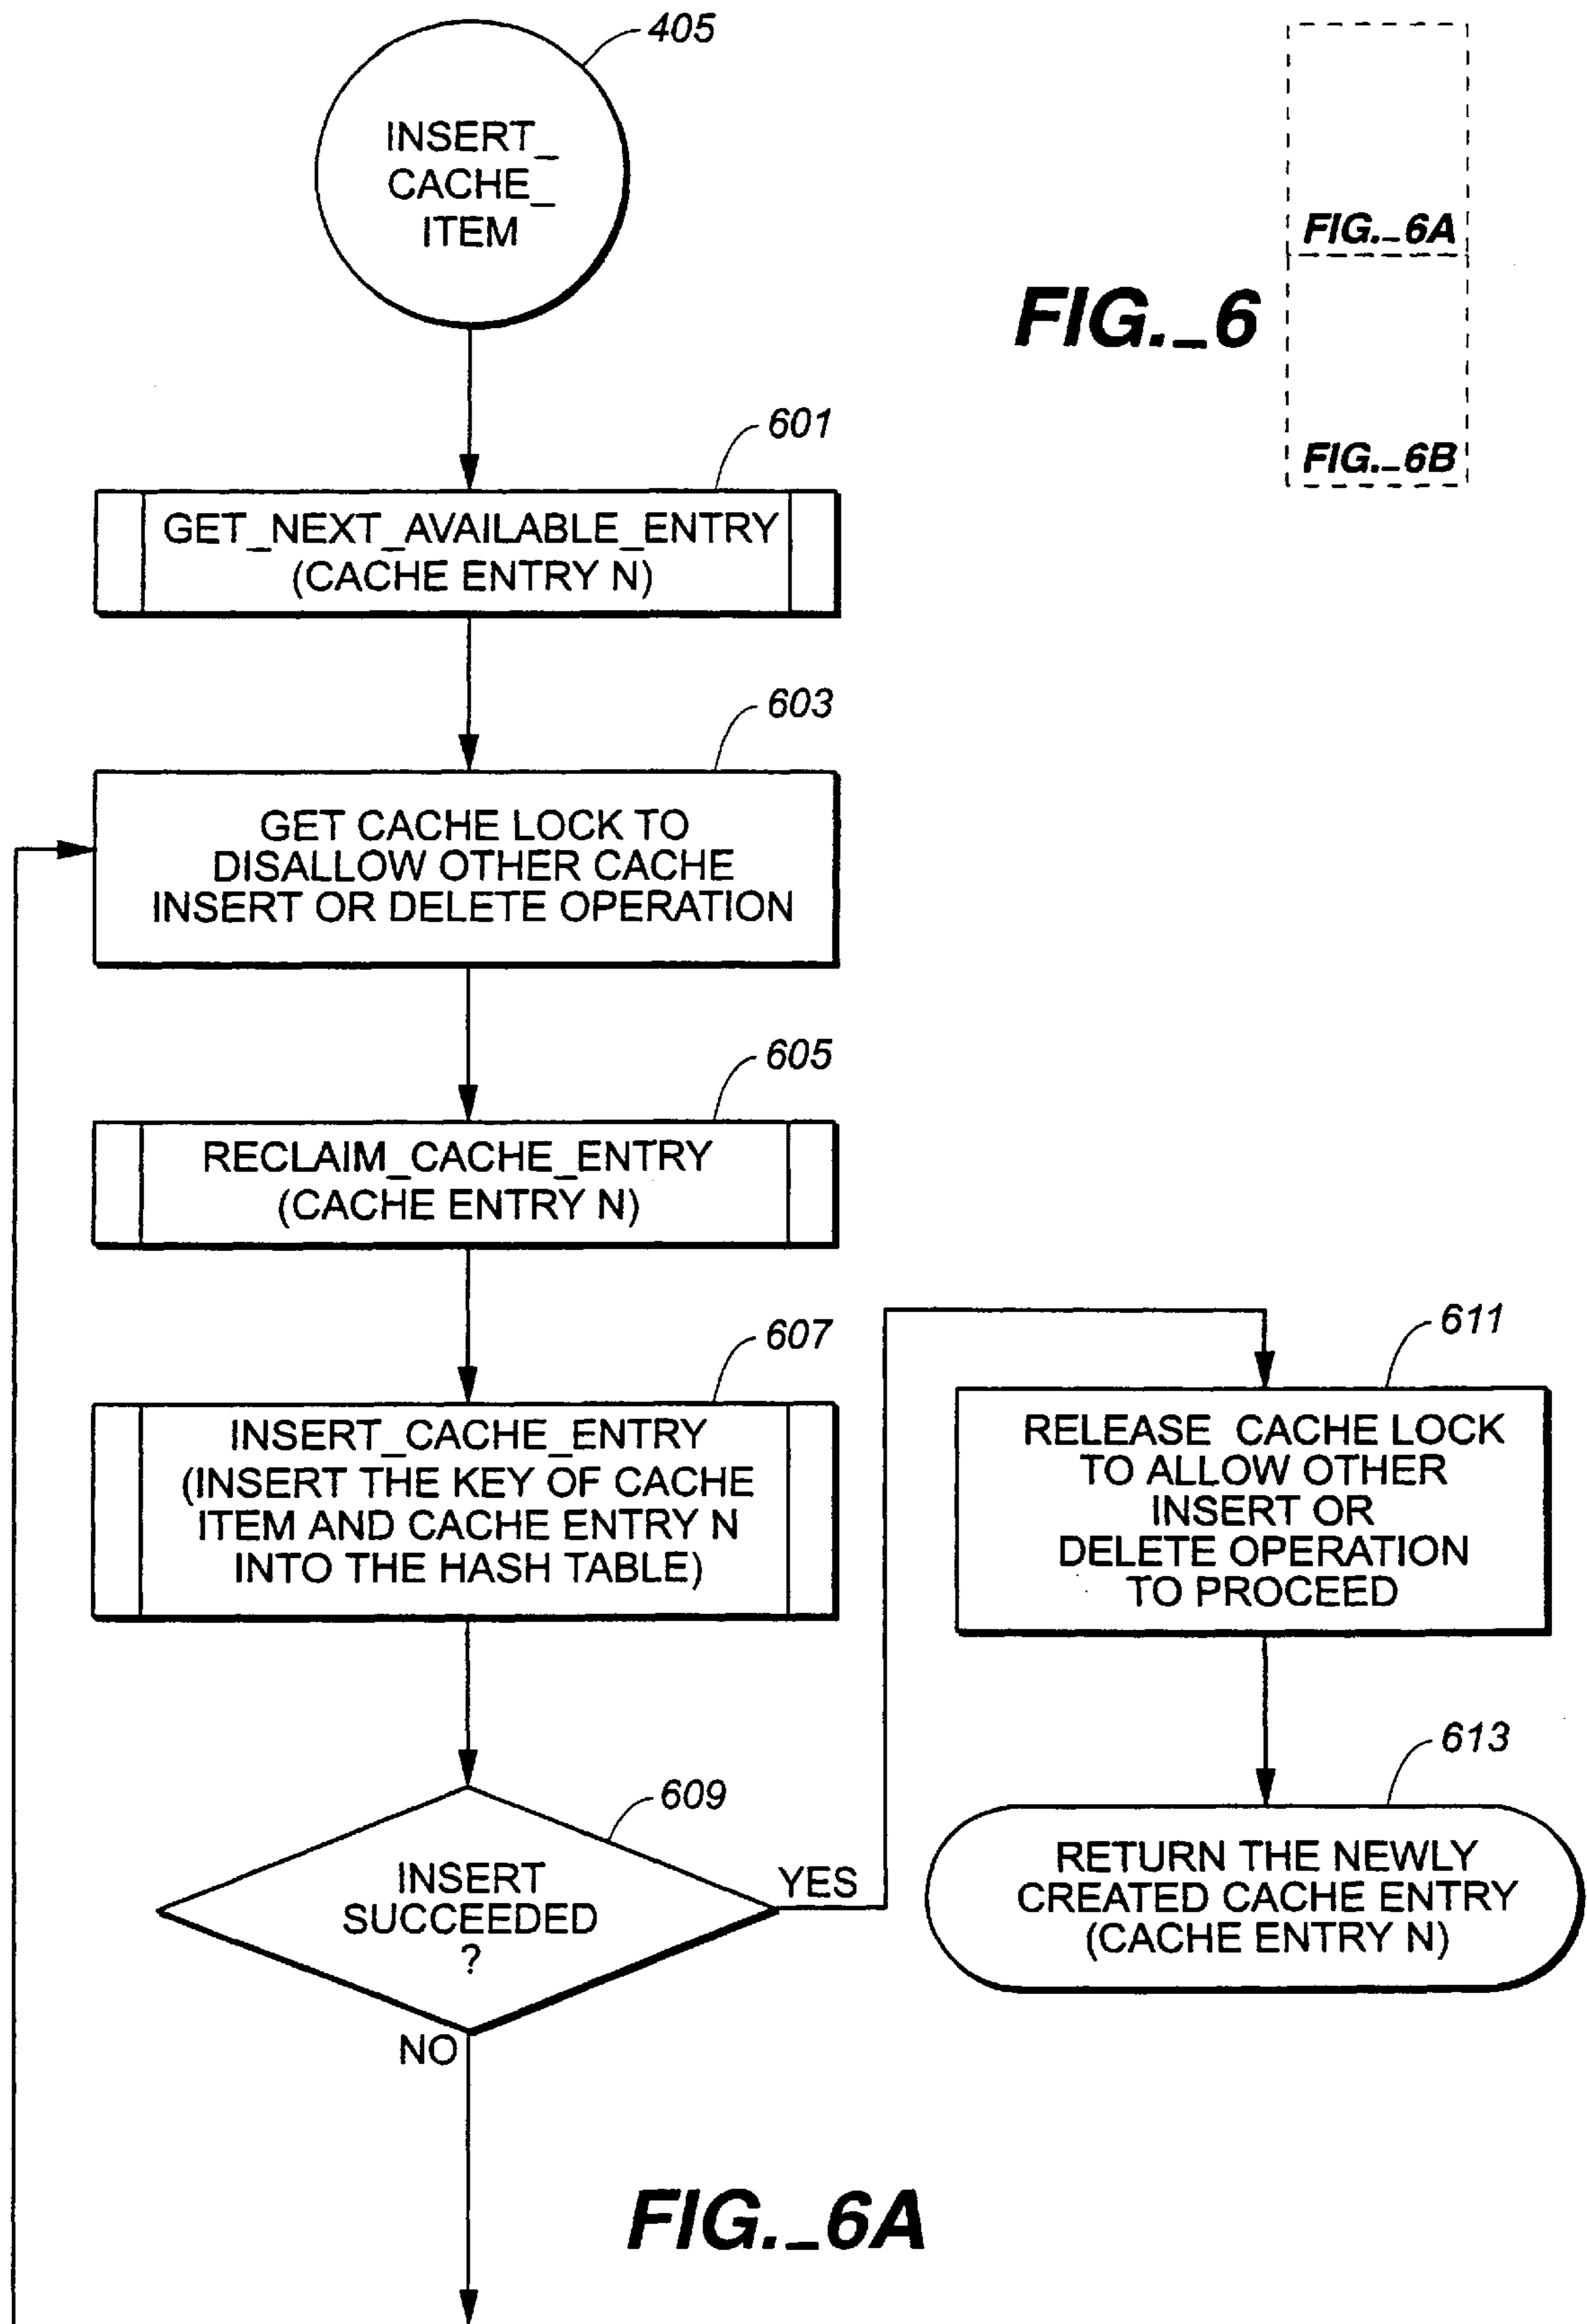 405
INSERT_
CACHE_
ITEM
FIG._6A
FIG._6
FIG._6B
601
GET_NEXT_AVAILABLE_ENTRY
(CACHE ENTRY N)
603
GET CACHE LOCK TO
DISALLOW OTHER CACHE
INSERT OR DELETE OPERATION
605
RECLAIM_CACHE_ENTRY
(CACHE ENTRY N)
607
INSERT_CACHE_ENTRY
(INSERT THE KEY OF CACHE
ITEM AND CACHE ENTRY N
INTO THE HASH TABLE)
609
INSERT
SUCCEEDED
?
YES
NO
611
RELEASE CACHE LOCK
TO ALLOW OTHER
INSERT OR
DELETE OPERATION
TO PROCEED
613
RETURN THE NEWLY
CREATED CACHE ENTRY
(CACHE ENTRY N)
FIG._6A